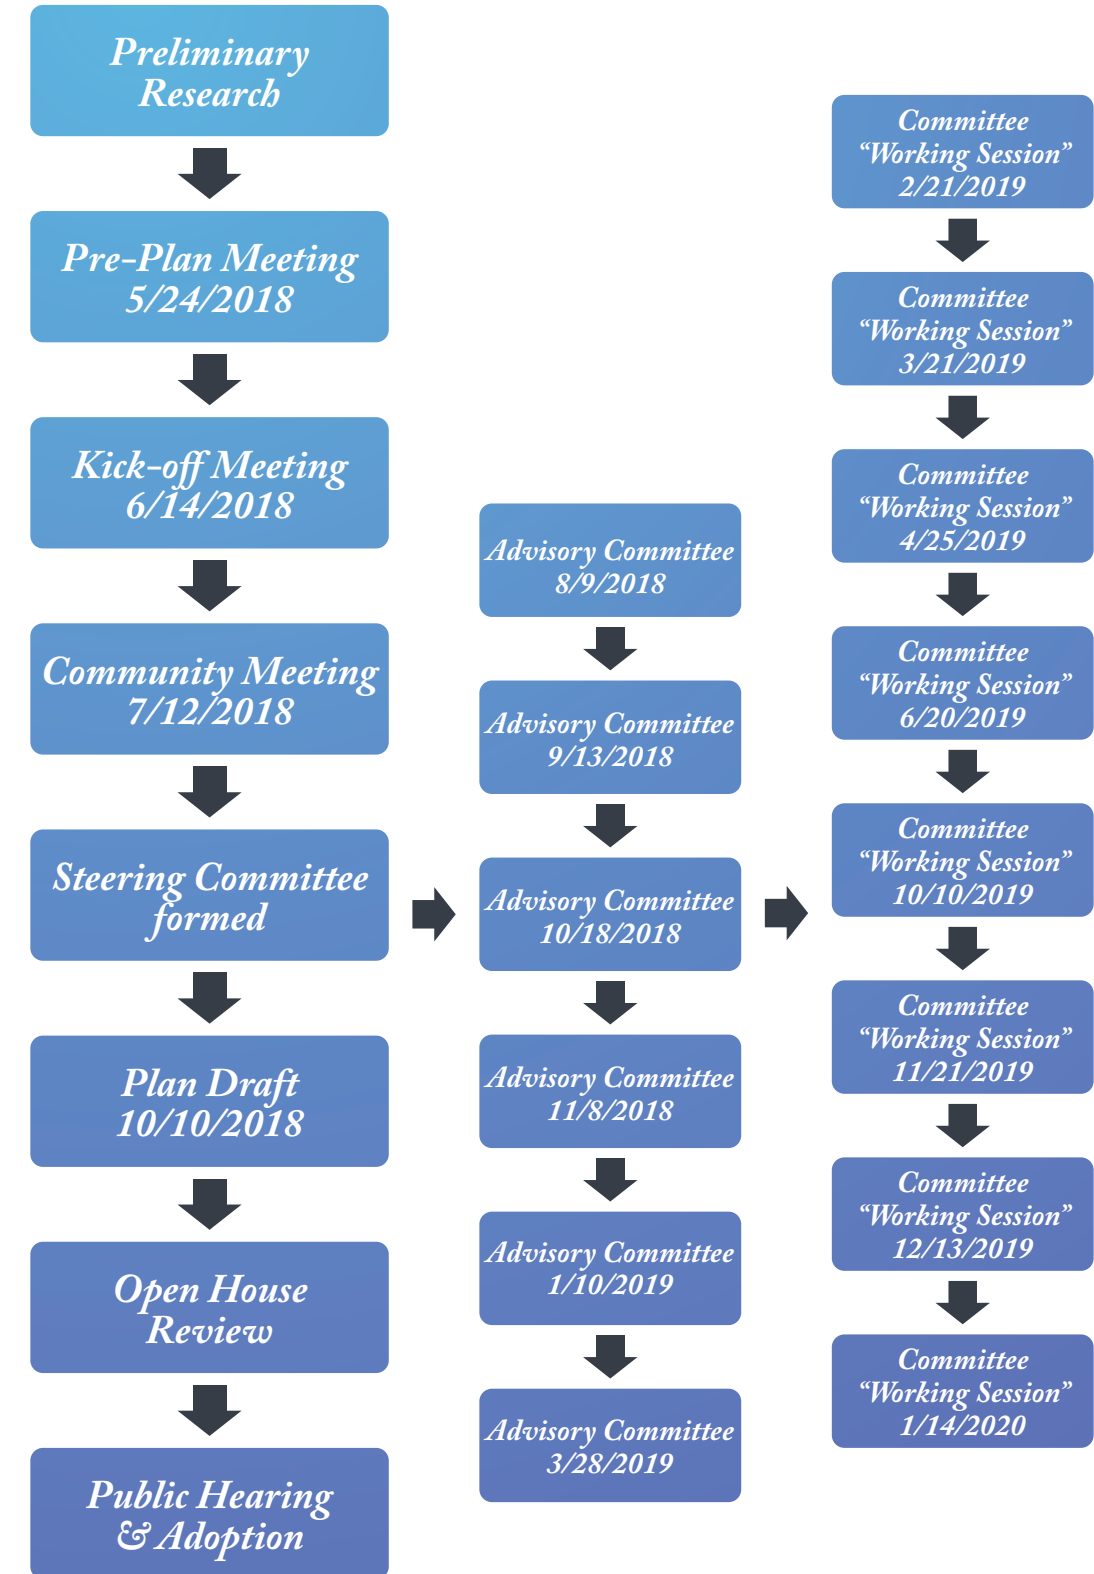 Preliminary
Research
Pre-Plan Meeting
5/24/2018
Kick-off Meeting
6/14/2018
Community Meeting
7/12/2018
Steering Committee
formed
Plan Draft
10/10/2018
Open House
Review
Public Hearing
& Adoption
Advisory Committee
8/9/2018
Advisory Committee
9/13/2018
Advisory Committee
10/18/2018
Advisory Committee
11/8/2018
Advisory Committee
1/10/2019
Advisory Committee
3/28/2019
Committee
“Working Session”
2/21/2019
Committee
“Working Session”
3/21/2019
Committee
“Working Session”
4/25/2019
Committee
“Working Session”
6/20/2019
Committee
“Working Session”
10/10/2019
Committee
“Working Session”
11/21/2019
Committee
“Working Session”
12/13/2019
Committee
“Working Session”
1/14/2020